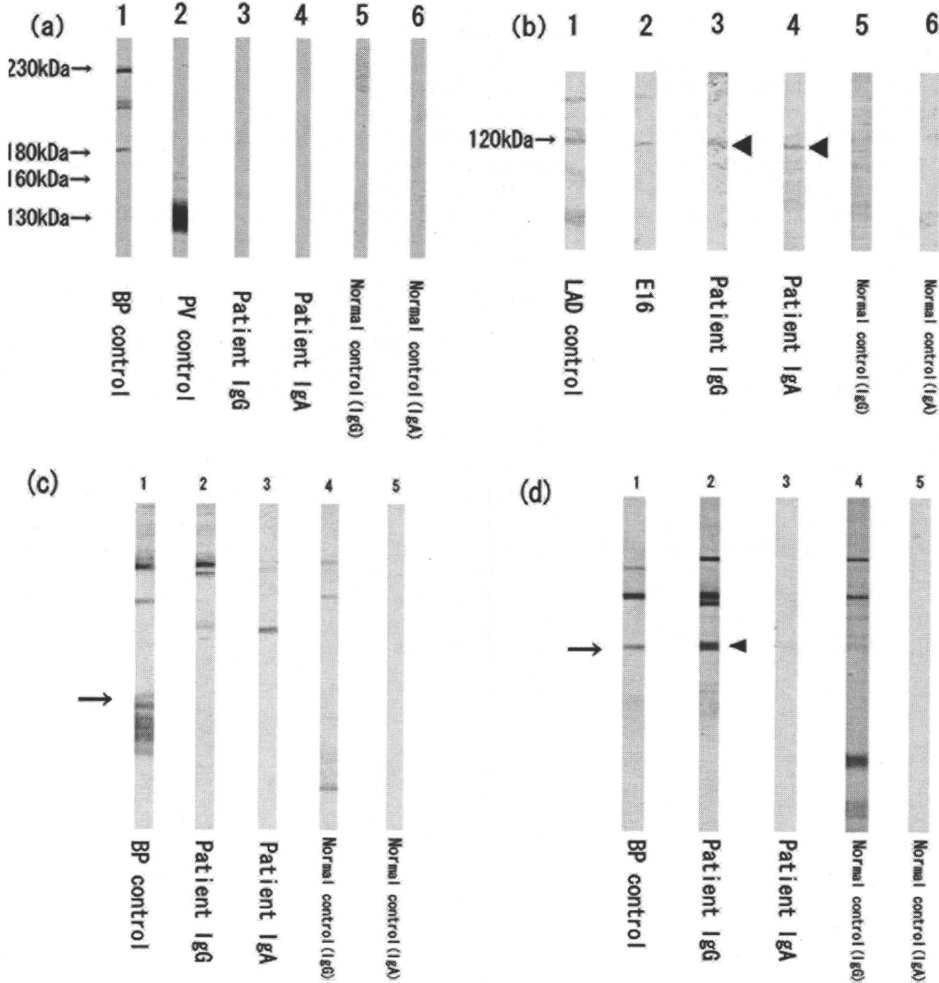 (a)
1 2 3 4 5 6
230kDa→
180kDa→
160kDa→
130kDa→
BP control
PV control
Patient IgG
Patient IgA
Normal control(IgG)
Normal control(IgA)
(b)
1 2 3 4 5 6
120kDa→
LAD control
E16
Patient IgG
Patient IgA
Normal control(IgG)
Normal control(IgA)
(c)
1 2 3 4 5
BP control
Patient IgG
Patient IgA
Normal control(IgG)
Normal control(IgA)
(d)
1 2 3 4 5
BP control
Patient IgG
Patient IgA
Normal control(IgG)
Normal control(IgA)